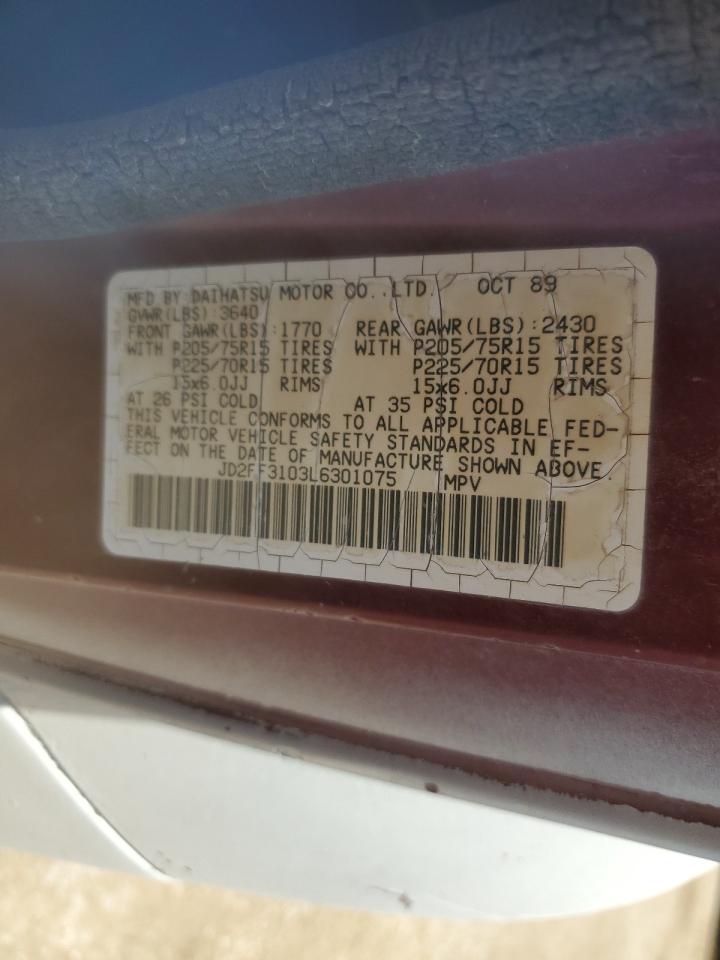 MFD BY DAIHATSU MOTOR CO.,LTD. OCT 89
GVWR(LBS):3640
FRONT GAWR(LBS):1770 REAR GAWR(LBS):2430
WITH P205/75R15 TIRES WITH P205/75R15 TIRES
P225/70R15 TIRES P225/70R15 TIRES
15x6.0JJ RIMS 15x6.0JJ RIMS
AT 26 PSI COLD AT 35 PSI COLD
THIS VEHICLE CONFORMS TO ALL APPLICABLE FED-
ERAL MOTOR VEHICLE SAFETY STANDARDS IN EF-
FECT ON THE DATE OF MANUFACTURE SHOWN ABOVE.
JD2FF3103L6301075 MPV